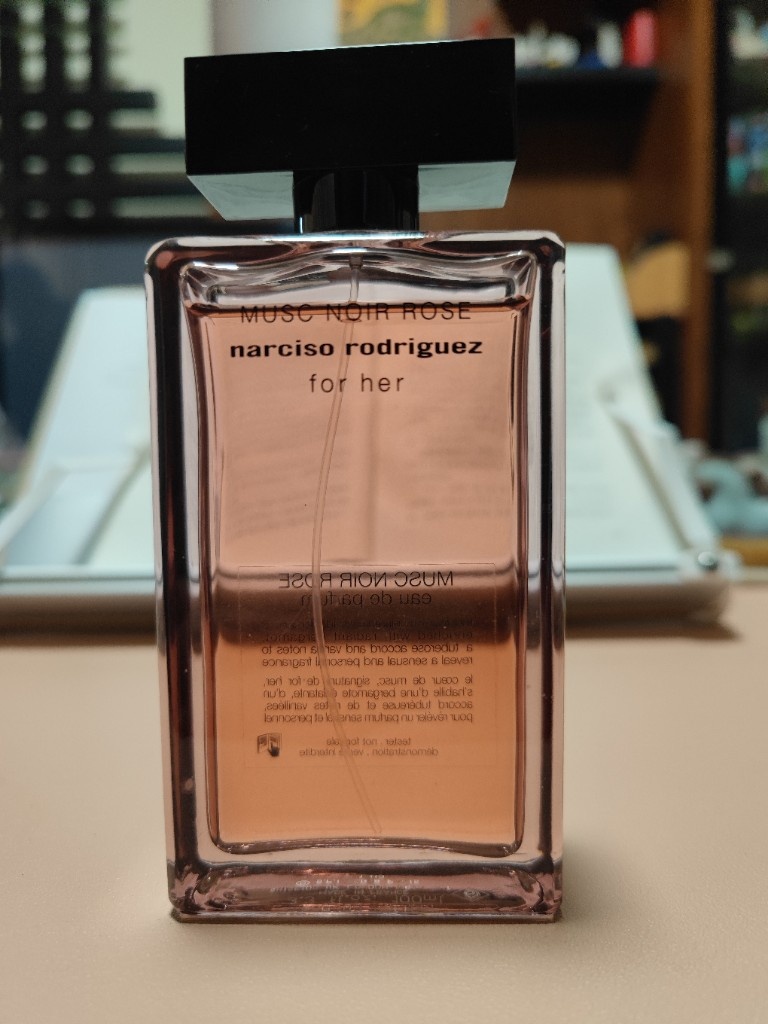 MUSC NOIR ROSE
narciso rodriguez
for her
MUSC NOIR ROSE
eau de parfum
a tuberose accord and vanilla notes to
reveal a sensual and personal fragrance
le cœur de musc, signature de for her,
s'habille d'une bergamote éclatante, d'un
accord tubéreuse et de notes vanillées,
pour révéler un parfum sensuel et personnel
tester . not for sale
démonstration . vente interdite